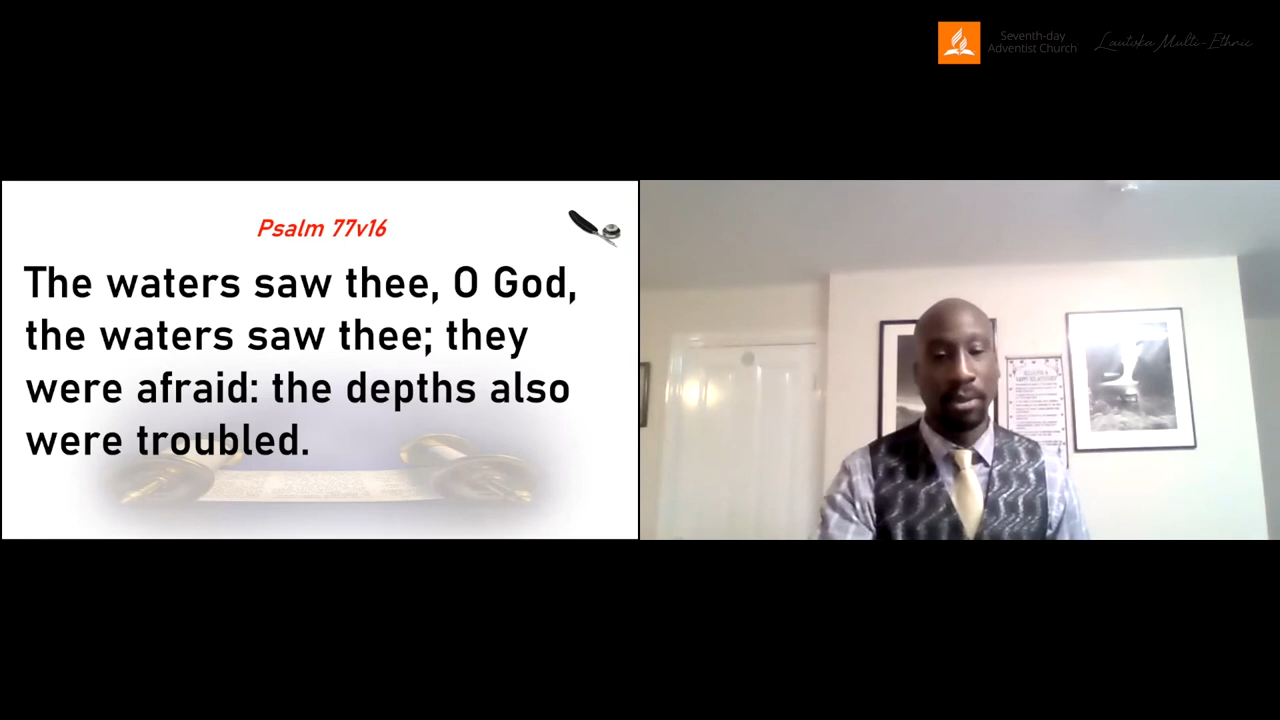 Seventh-day
Adventist Church
Lautoka Multi-Ethnic
Psalm 77v16
The waters saw thee, O God,
the waters saw thee; they
were afraid: the depths also
were troubled.